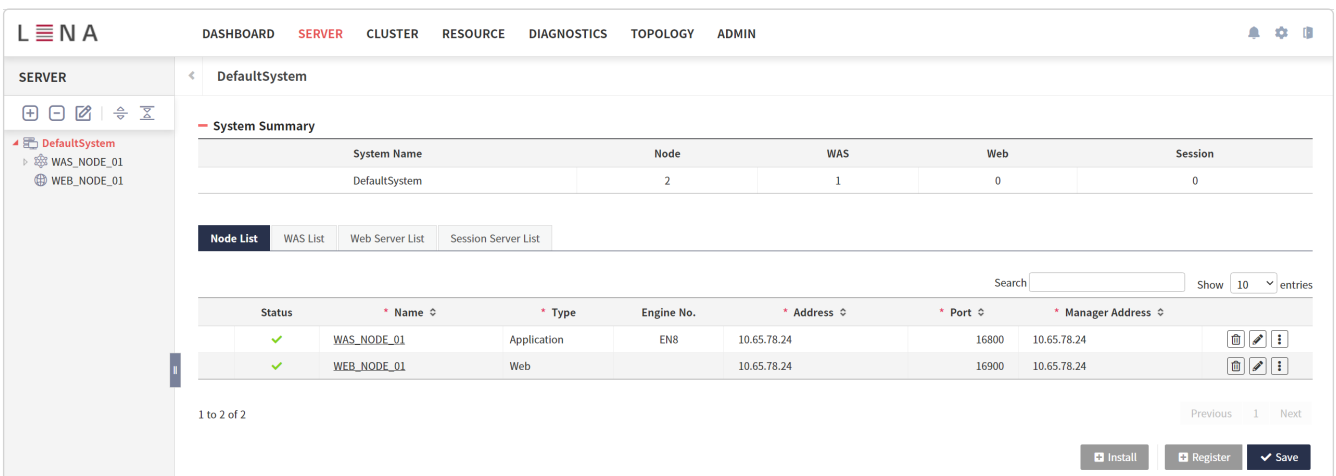 LENA
DASHBOARD SERVER CLUSTER RESOURCE DIAGNOSTICS TOPOLOGY ADMIN
SERVER
DefaultSystem
DefaultSystem
WAS_NODE_01
WEB_NODE_01
System Summary
System Name Node WAS Web Session
DefaultSystem 2 1 0 0
Node List WAS List Web Server List Session Server List
Search Show 10 entries
Status * Name * Type Engine No. * Address * Port * Manager Address
WAS_NODE_01 Application EN8 10.65.78.24 16800 10.65.78.24
WEB_NODE_01 Web 10.65.78.24 16900 10.65.78.24
1 to 2 of 2
Previous 1 Next
Install Register Save